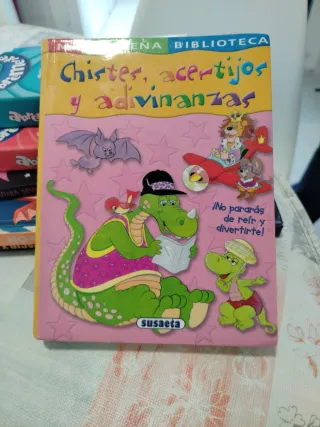 BIBLIOTECA
Chistes, acertijos
y adivinanzas
¡No pararás
de reír y
divertirte!
susaeta